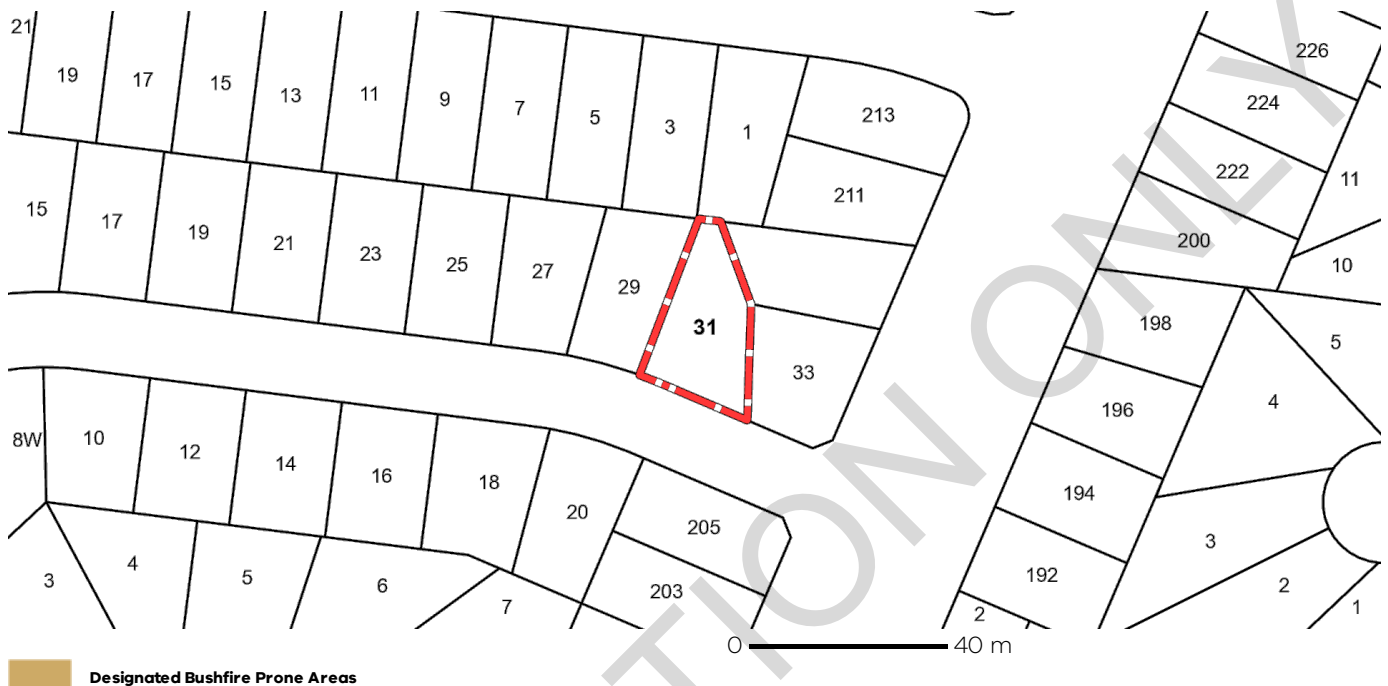 21 19 17 15 13 11 9 7 5 3 1 213 226
224
211 222 11
15 17 19 21 23 25 27 29 31 33 200 10
198 5
196 4
8W 10 12 14 16 18 20 205 194 3
3 4 5 6 7 203 192 2 2 1
TION ONLY
0 40 m
Designated Bushfire Prone Areas